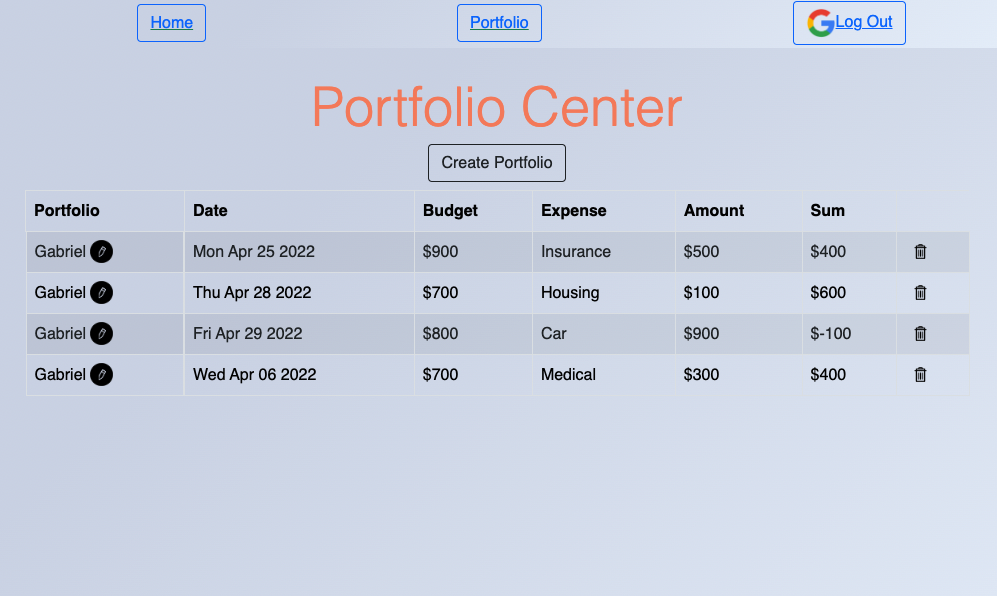 Home Portfolio Log Out
Portfolio Center
Create Portfolio
Portfolio Date Budget Expense Amount Sum
Gabriel Mon Apr 25 2022 $900 Insurance $500 $400
Gabriel Thu Apr 28 2022 $700 Housing $100 $600
Gabriel Fri Apr 29 2022 $800 Car $900 $-100
Gabriel Wed Apr 06 2022 $700 Medical $300 $400